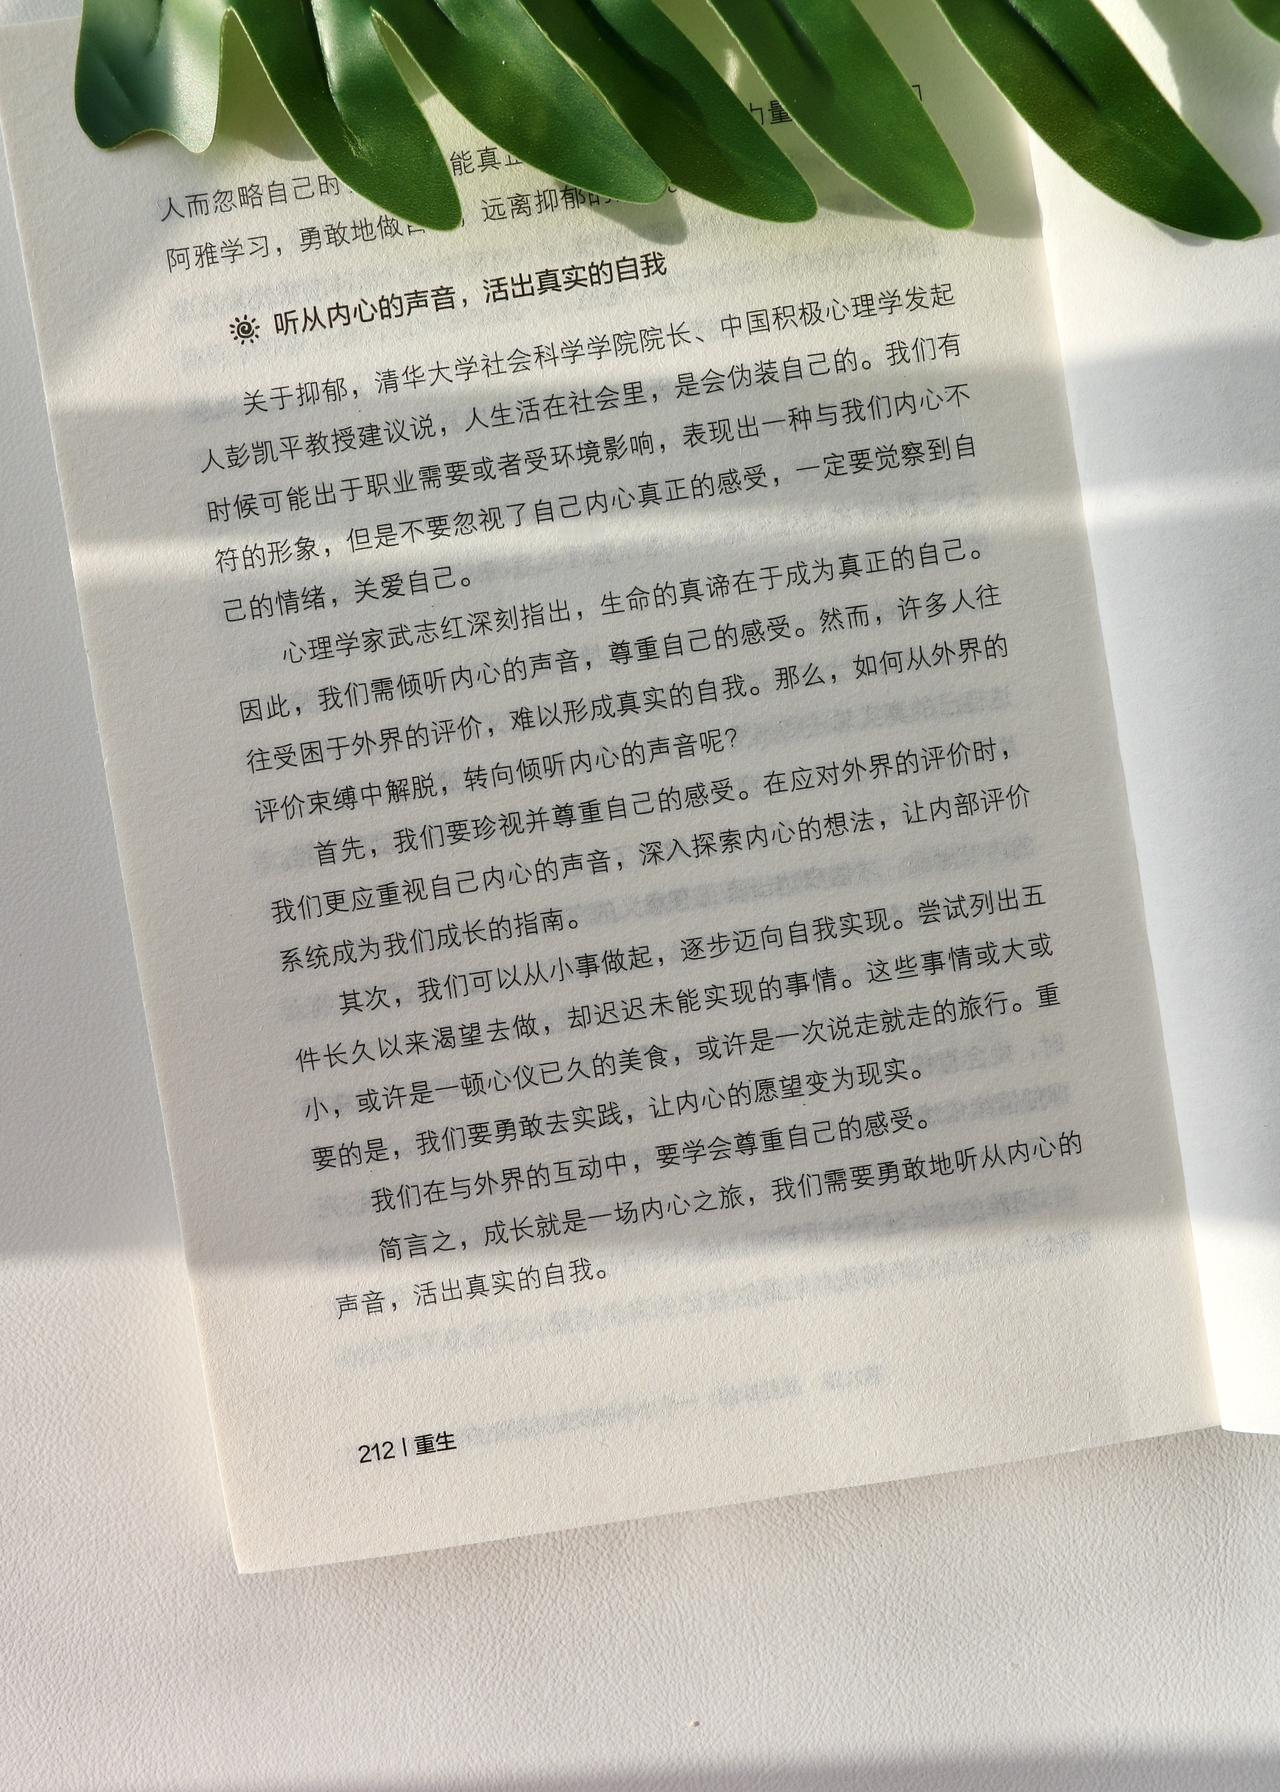 力量
能真正
人而忽略自己的
阿雅学习，勇敢地做自，远离抑郁的
听从内心的声音，活出真实的自我
关于抑郁，清华大学社会科学学院院长、中国积极心理学发起
人彭凯平教授建议说，人生活在社会里，是会伪装自己的。我们有
时候可能出于职业需要或者受环境影响，表现出一种与我们内心不
符的形象，但是不要忽视了自己内心真正的感受，一定要觉察到自
己的情绪，关爱自己。
心理学家武志红深刻指出，生命的真谛在于成为真正的自己。
因此，我们需倾听内心的声音，尊重自己的感受。然而，许多人往
往受困于外界的评价，难以形成真实的自我。那么，如何从外界的
评价束缚中解脱，转向倾听内心的声音呢？
首先，我们要珍视并尊重自己的感受。在应对外界的评价时，
我们更应重视自己内心的声音，深入探索内心的想法，让内部评价
系统成为我们成长的指南。
其次，我们可以从小事做起，逐步迈向自我实现。尝试列出五
件长久以来渴望去做，却迟迟未能实现的事情。这些事情或大或
小，或许是一顿心仪已久的美食，或许是一次说走就走的旅行。重
要的是，我们要勇敢去实践，让内心的愿望变为现实。
我们在与外界的互动中，要学会尊重自己的感受。
简言之，成长就是一场内心之旅，我们需要勇敢地听从内心的
声音，活出真实的自我。
212 | 重生